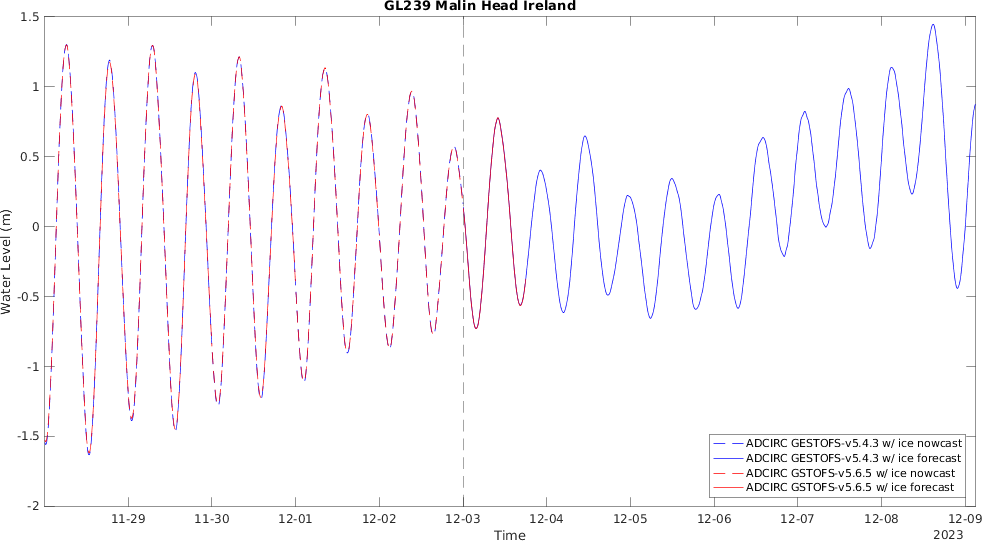 GL239 Malin Head Ireland
1.5
1
0.5
0
-0.5
-1
-1.5
-2
Water Level (m)
ADCIRC GESTOFS-v5.4.3 w/ ice nowcast
ADCIRC GESTOFS-v5.4.3 w/ ice forecast
ADCIRC GSTOFS-v5.6.5 w/ ice nowcast
ADCIRC GSTOFS-v5.6.5 w/ ice forecast
11-29 11-30 12-01 12-02 12-03 12-04 12-05 12-06 12-07 12-08 12-09
Time 2023